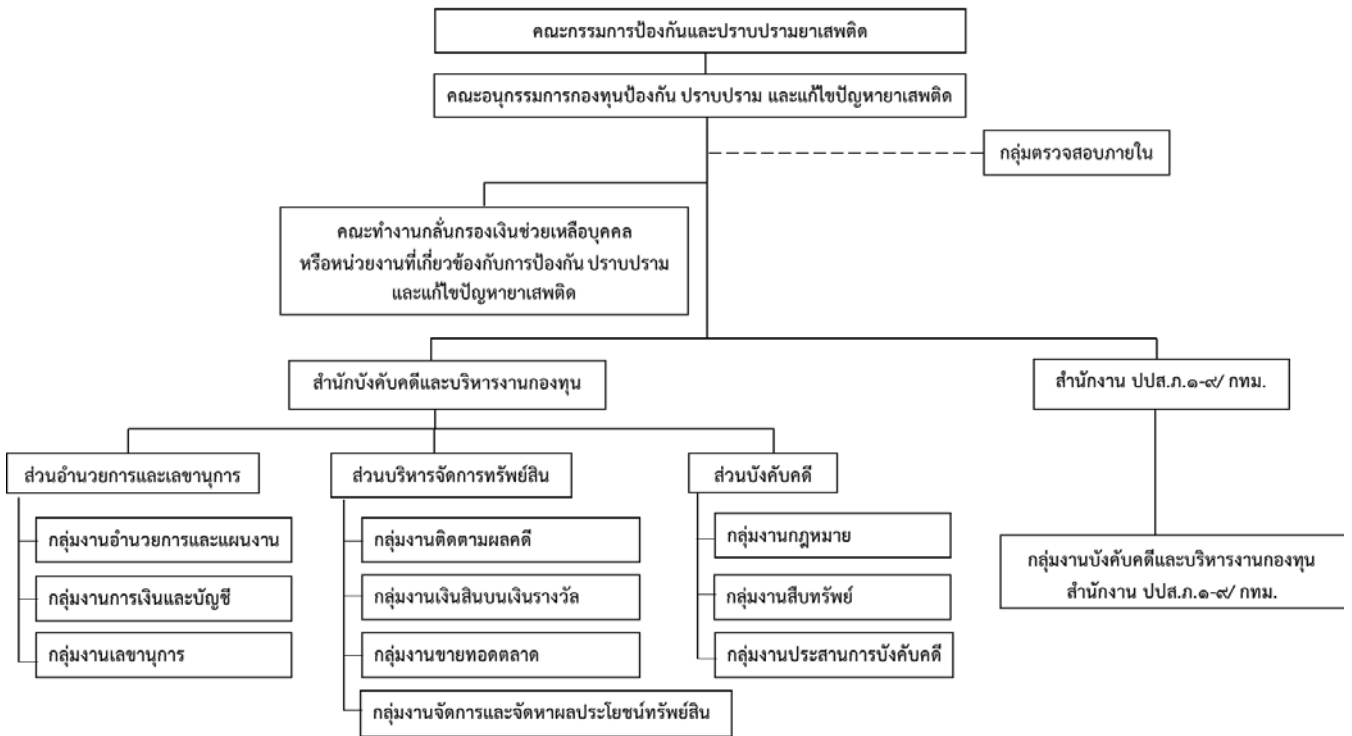 คณะกรรมการป้องกันและปราบปรามยาเสพติด
คณะอนุกรรมการกองทุนป้องกัน ปราบปราม และแก้ไขปัญหายาเสพติด
กลุ่มตรวจสอบภายใน
คณะทำงานกลั่นกรองเงินช่วยเหลือบุคคล
หรือหน่วยงานที่เกี่ยวข้องกับการป้องกัน ปราบปราม
และแก้ไขปัญหายาเสพติด
สำนักบังคับคดีและบริหารงานกองทุน
สำนักงาน ปปส.ภ.๑-๙/ กทม.
ส่วนอำนวยการและเลขานุการ
กลุ่มงานอำนวยการและแผนงาน
กลุ่มงานการเงินและบัญชี
กลุ่มงานเลขานุการ
ส่วนบริหารจัดการทรัพย์สิน
กลุ่มงานติดตามผลคดี
กลุ่มงานเงินสินบนเงินรางวัล
กลุ่มงานขายทอดตลาด
กลุ่มงานจัดการและจัดหาผลประโยชน์ทรัพย์สิน
ส่วนบังคับคดี
กลุ่มงานกฎหมาย
กลุ่มงานสืบทรัพย์
กลุ่มงานประสานการบังคับคดี
กลุ่มงานบังคับคดีและบริหารงานกองทุน
สำนักงาน ปปส.ภ.๑-๙/ กทม.